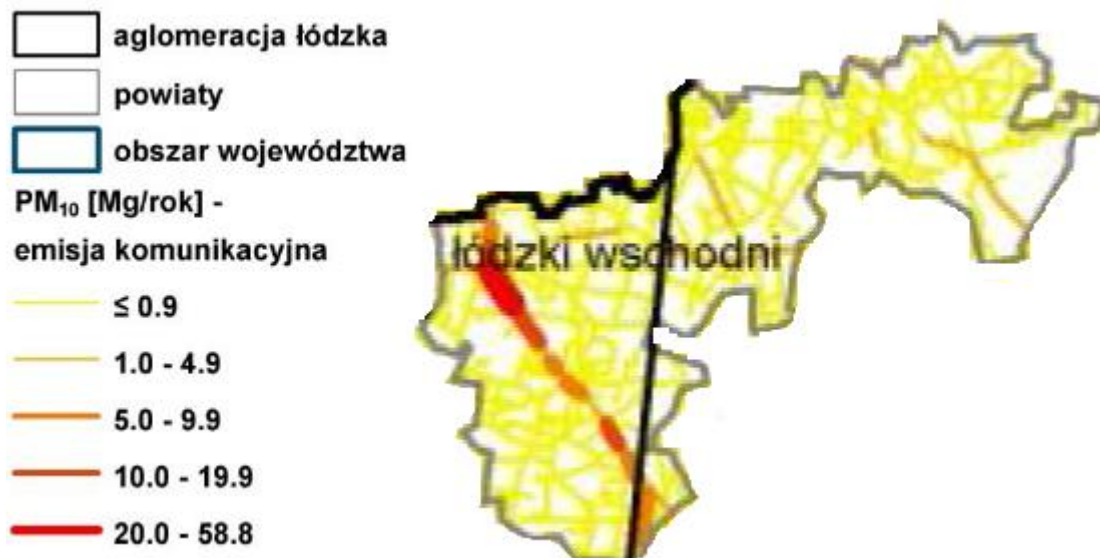 aglomeracja łódzka
powiaty
obszar województwa
PM₁₀ [Mg/rok] -
emisja komunikacyjna
≤ 0.9
1.0 - 4.9
5.0 - 9.9
10.0 - 19.9
20.0 - 58.8
łódzki wschodni